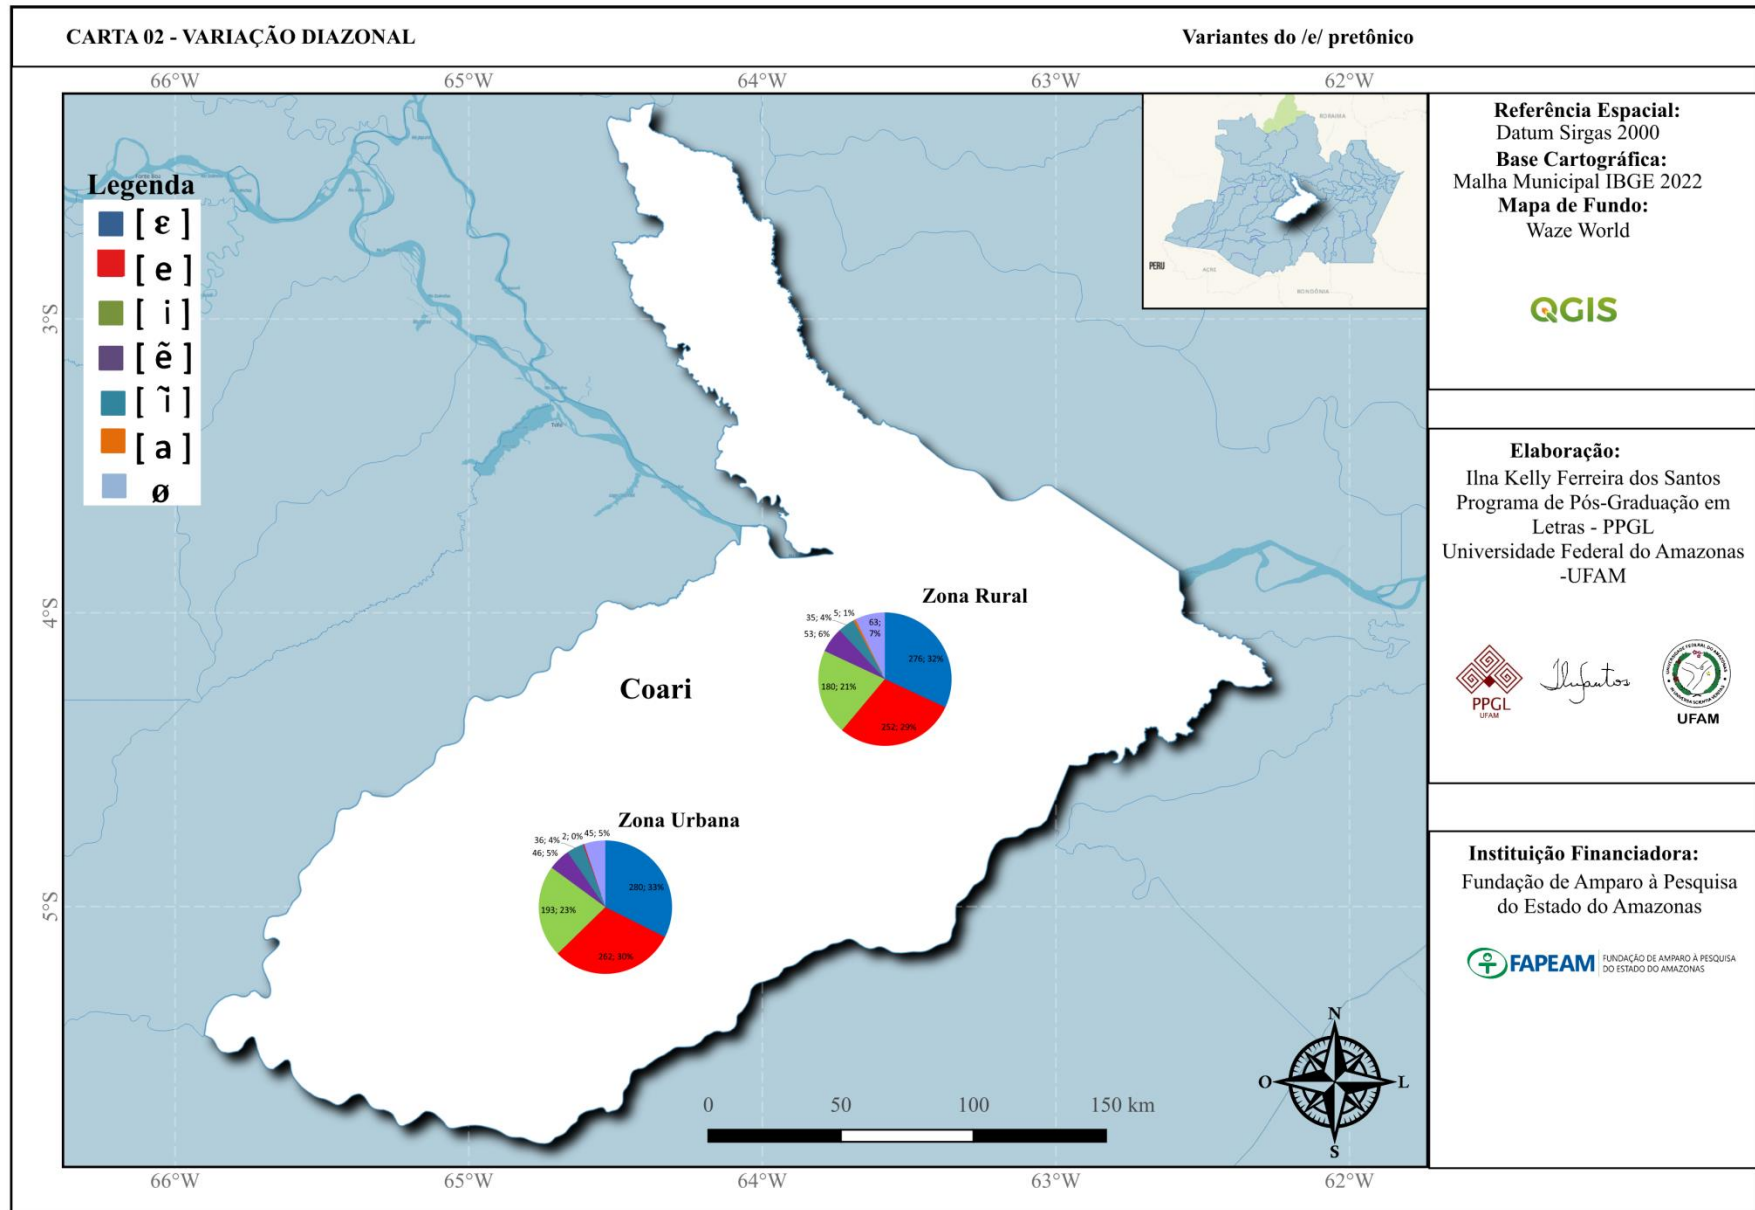 CARTA 02 - VARIAÇÃO DIAZONAL
Variantes do /e/ pretônico
66°W 65°W 64°W 63°W 62°W
3°S
4°S
5°S
Legenda
[ ɛ ]
[ e ]
[ i ]
[ ẽ ]
[ ĩ ]
[ a ]
ø
RORAIMA
PERU
ACRE
RONDÔNIA
Tefé
Zona Rural
35; 4%
5; 1%
63;
7%
53; 6%
276; 32%
180; 21%
252; 29%
Coari
Zona Urbana
36; 4%
2; 0%
45; 5%
46; 5%
280; 33%
193; 23%
262; 30%
0 50 100 150 km
N
O
L
S
66°W 65°W 64°W 63°W 62°W
Referência Espacial:
Datum Sirgas 2000
Base Cartográfica:
Malha Municipal IBGE 2022
Mapa de Fundo:
Waze World
QGIS
Elaboração:
Ilna Kelly Ferreira dos Santos
Programa de Pós-Graduação em
Letras - PPGL
Universidade Federal do Amazonas
-UFAM
PPGL
UFAM
UFAM
Instituição Financiadora:
Fundação de Amparo à Pesquisa
do Estado do Amazonas
FAPEAM
FUNDAÇÃO DE AMPARO À PESQUISA
DO ESTADO DO AMAZONAS